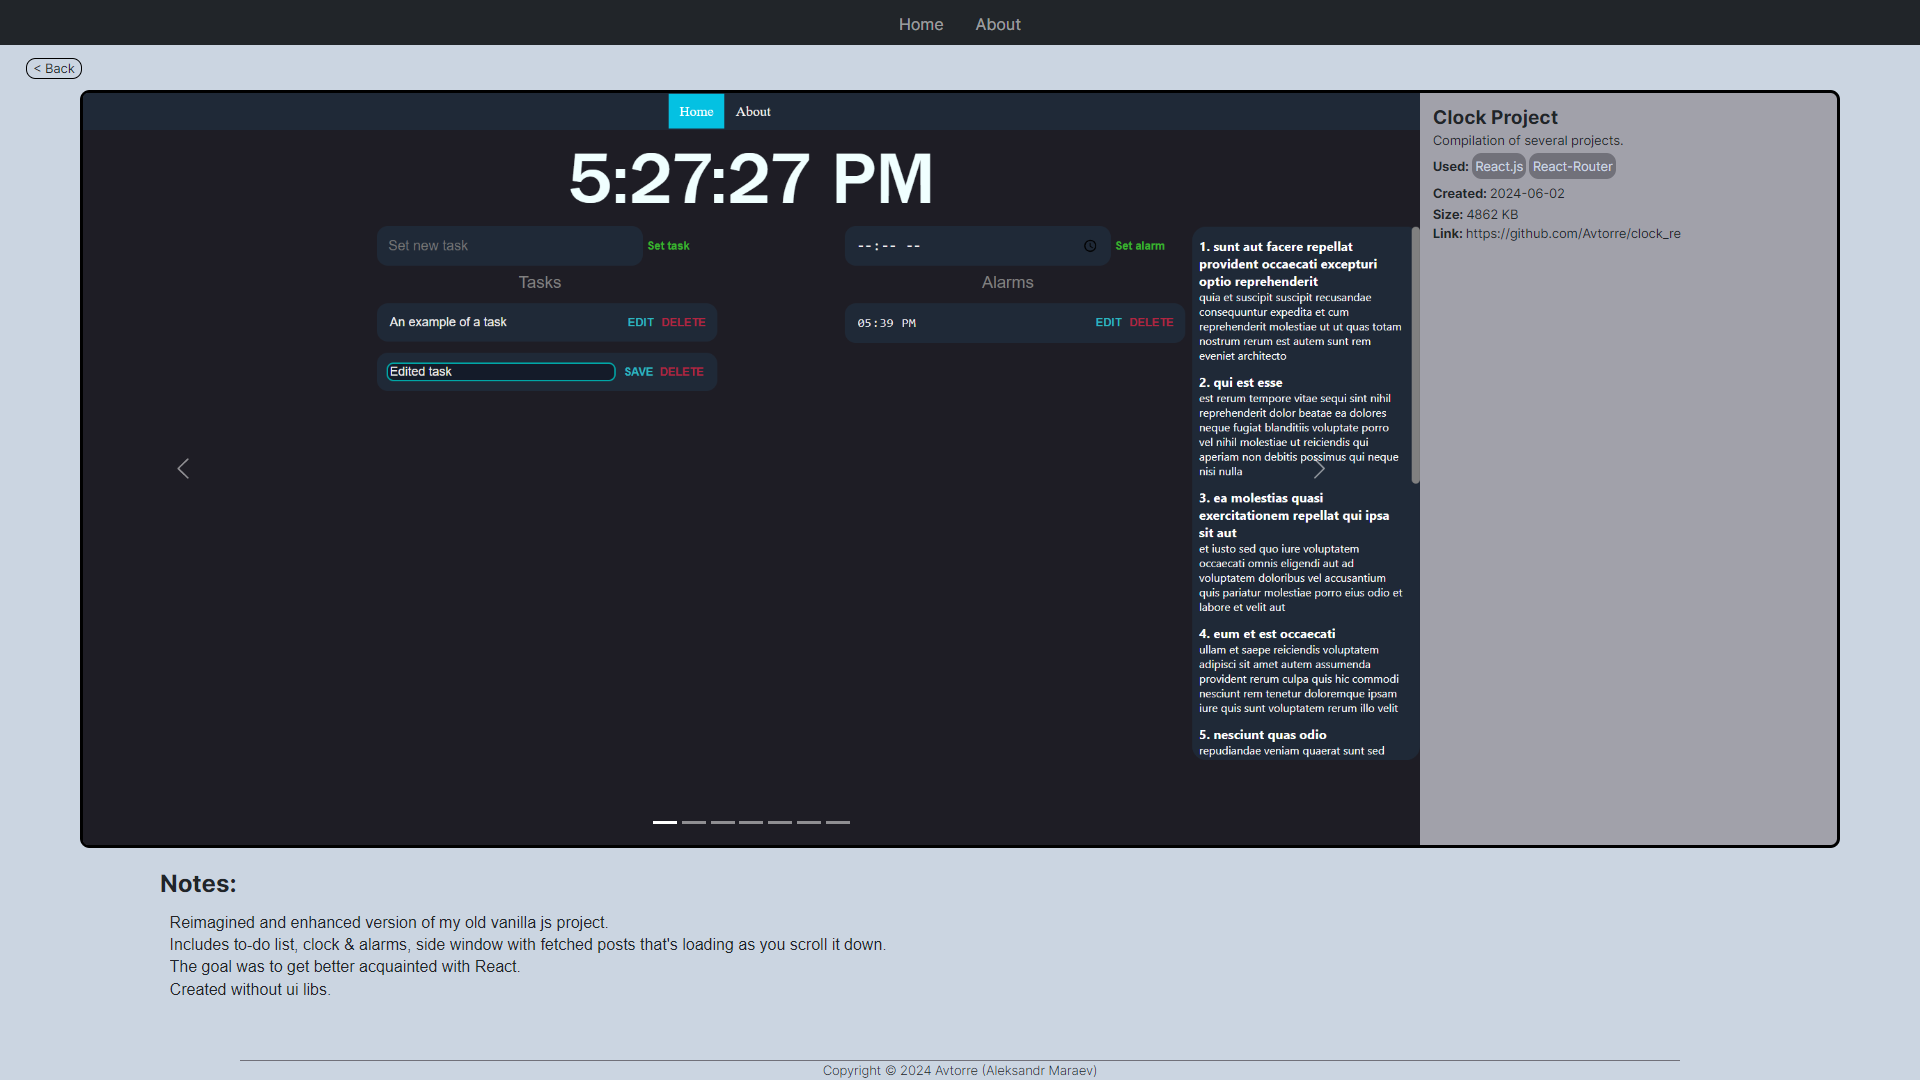 Home About
< Back
Home About
5:27:27 PM
Set new task Set task
Tasks
An example of a task EDIT DELETE
Edited task SAVE DELETE
--:-- -- Set alarm
Alarms
05:39 PM EDIT DELETE
1. sunt aut facere repellat
provident occaecati excepturi
optio reprehenderit
quia et suscipit suscipit recusandae
consequuntur expedita et cum
reprehenderit molestiae ut ut quas totam
nostrum rerum est autem sunt rem
eveniet architecto
2. qui est esse
est rerum tempore vitae sequi sint nihil
reprehenderit dolor beatae ea dolores
neque fugiat blanditiis voluptate porro
vel nihil molestiae ut reiciendis qui
aperiam non debitis possimus qui neque
nisi nulla
3. ea molestias quasi
exercitationem repellat qui ipsa
sit aut
et iusto sed quo iure voluptatem
occaecati omnis eligendi aut ad
voluptatem doloribus vel accusantium
quis pariatur molestiae porro eius odio et
labore et velit aut
4. eum et est occaecati
ullam et saepe reiciendis voluptatem
adipisci sit amet autem assumenda
provident rerum culpa quis hic commodi
nesciunt rem tenetur doloremque ipsam
iure quis sunt voluptatem rerum illo velit
5. nesciunt quas odio
repudiandae veniam quaerat sunt sed
Clock Project
Compilation of several projects.
Used: React.js React-Router
Created: 2024-06-02
Size: 4862 KB
Link: https://github.com/Avtorre/clock_re
Notes:
Reimagined and enhanced version of my old vanilla js project.
Includes to-do list, clock & alarms, side window with fetched posts that's loading as you scroll it down.
The goal was to get better acquainted with React.
Created without ui libs.
Copyright © 2024 Avtorre (Aleksandr Maraev)